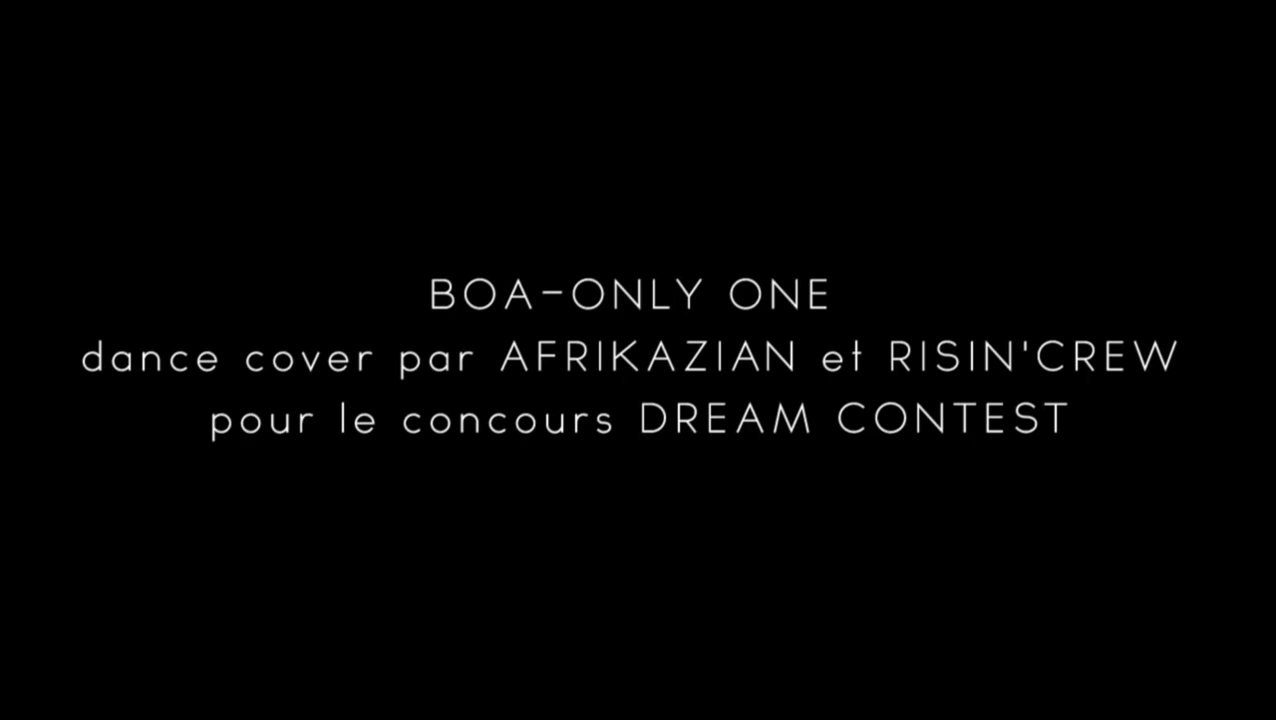 BOA-ONLY ONE
dance cover par AFRIKAZIAN et RISIN'CREW
pour le concours DREAM CONTEST